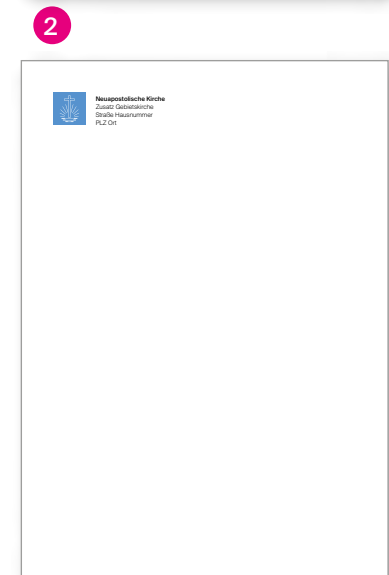 2
Neuapostolische Kirche
Zusatz Gebietskirche
Straße Hausnummer
PLZ Ort